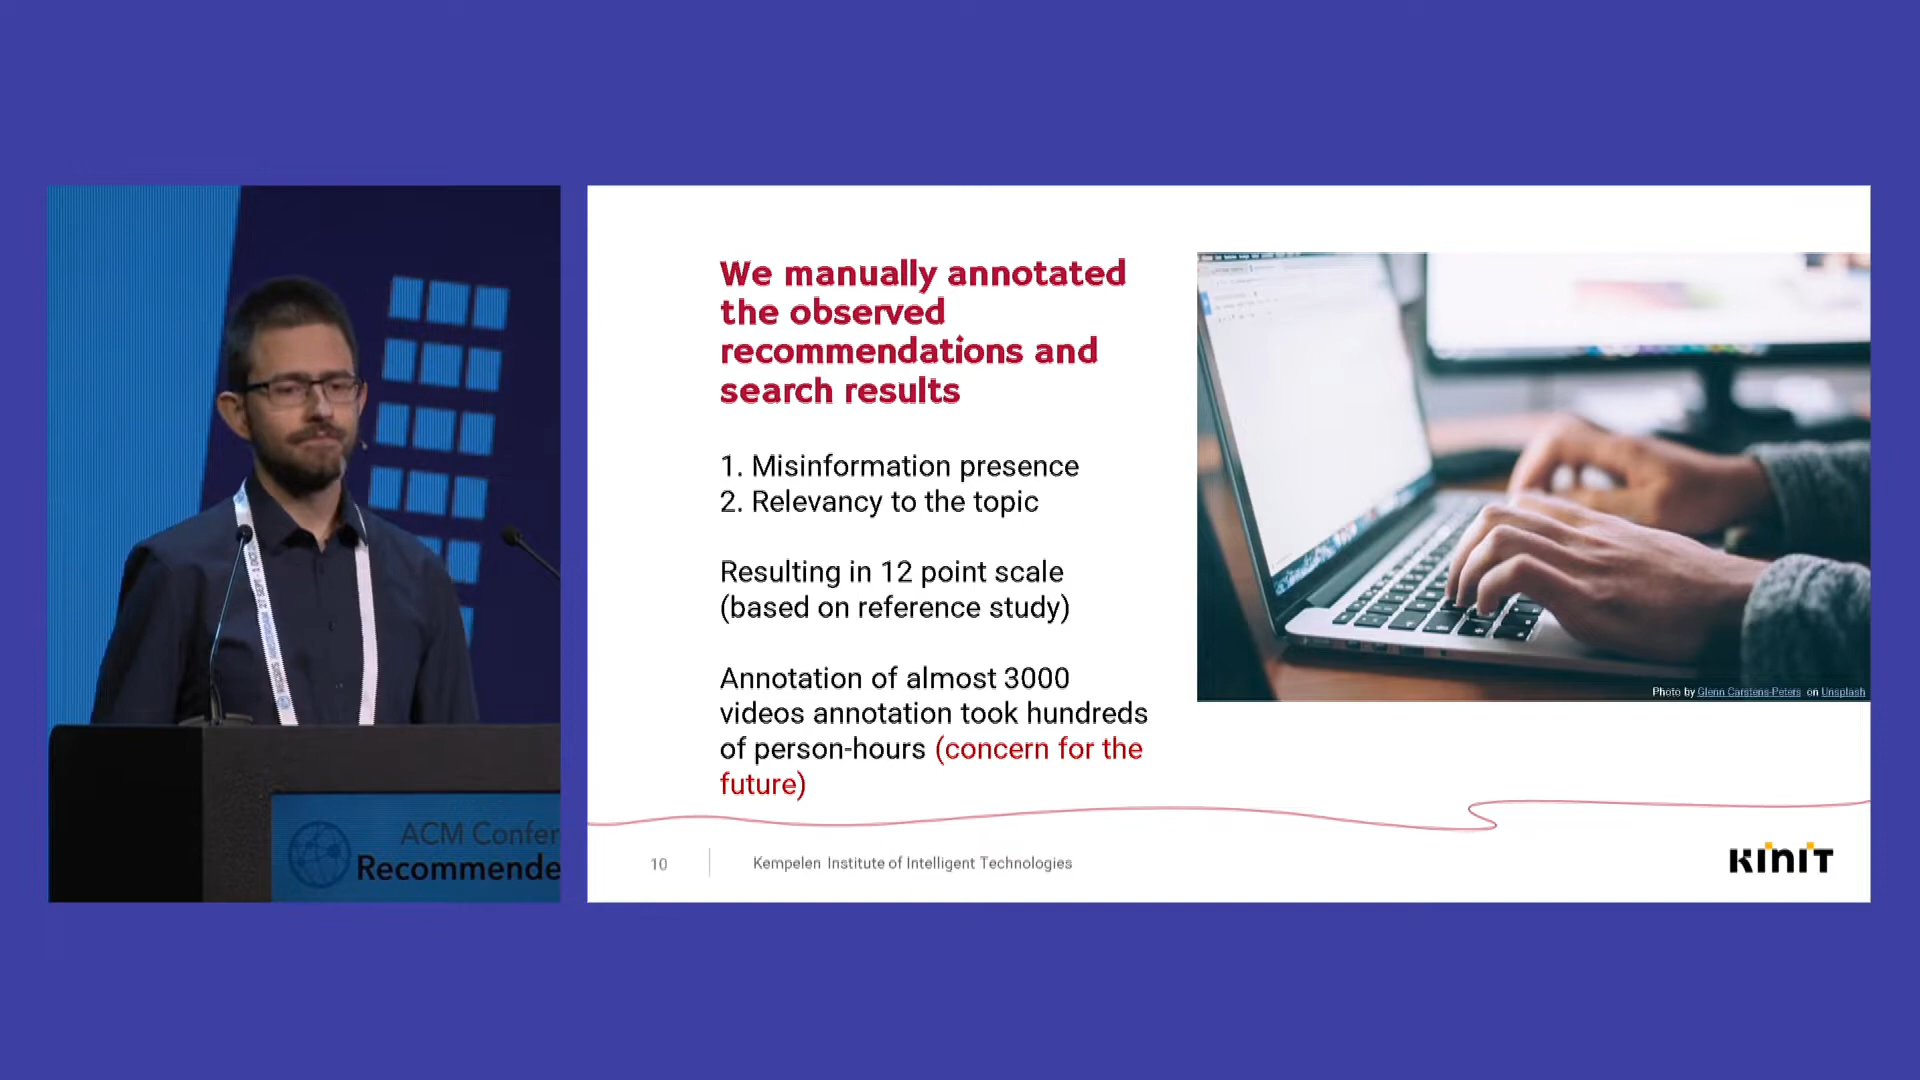 We manually annotated
the observed
recommendations and
search results
1. Misinformation presence
2. Relevancy to the topic
Resulting in 12 point scale
(based on reference study)
Annotation of almost 3000
videos annotation took hundreds
of person-hours (concern for the
future)
Photo by Glenn Carstens-Peters on Unsplash
10
Kempelen Institute of Intelligent Technologies
KInIT
ACM Confer
Recommende